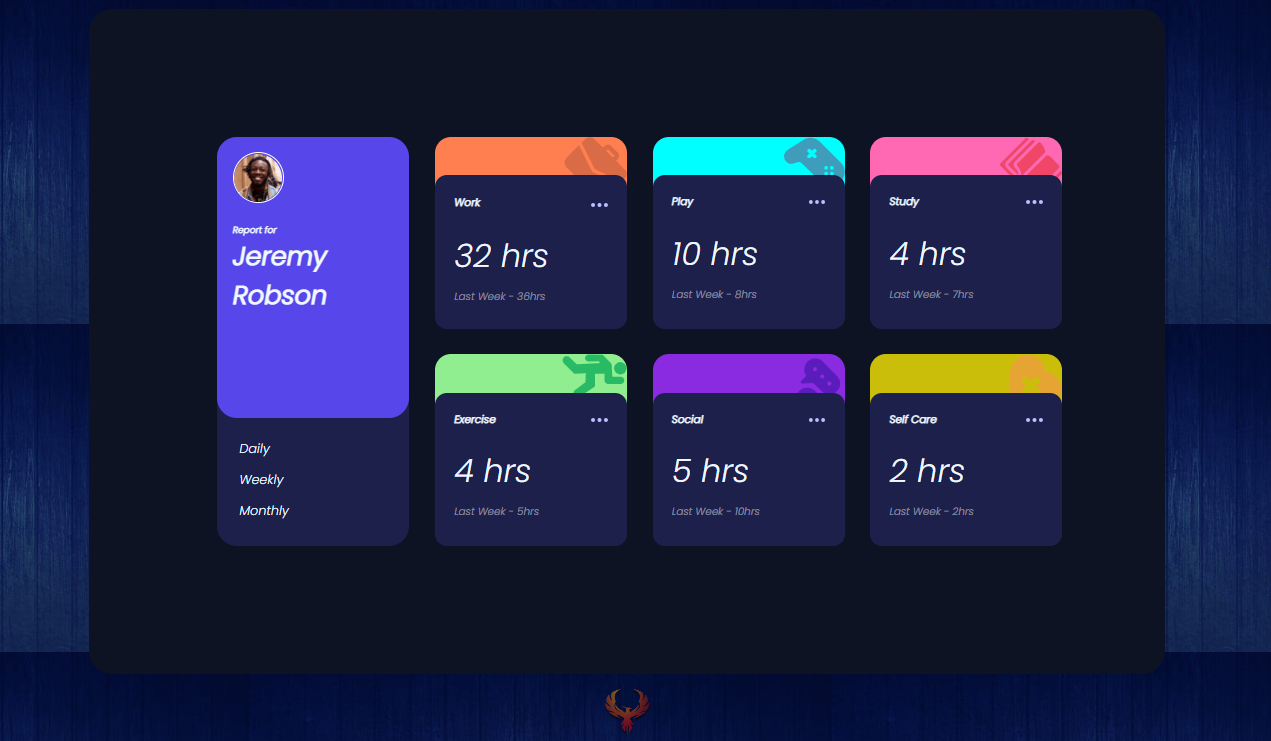 Report for
Jeremy
Robson
Daily
Weekly
Monthly
Work
32 hrs
Last Week - 36hrs
Play
10 hrs
Last Week - 8hrs
Study
4 hrs
Last Week - 7hrs
Exercise
4 hrs
Last Week - 5hrs
Social
5 hrs
Last Week - 10hrs
Self Care
2 hrs
Last Week - 2hrs